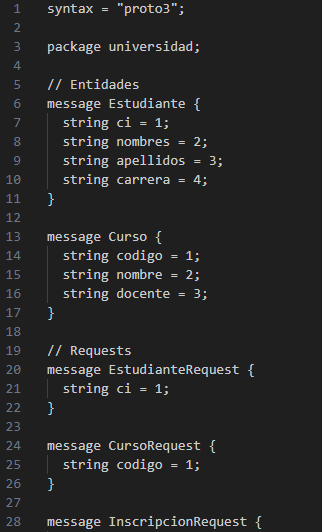 1 syntax = "proto3";
2
3 package universidad;
4
5 // Entidades
6 message Estudiante {
7 string ci = 1;
8 string nombres = 2;
9 string apellidos = 3;
10 string carrera = 4;
11 }
12
13 message Curso {
14 string codigo = 1;
15 string nombre = 2;
16 string docente = 3;
17 }
18
19 // Requests
20 message EstudianteRequest {
21 string ci = 1;
22 }
23
24 message CursoRequest {
25 string codigo = 1;
26 }
27
28 message InscripcionRequest {